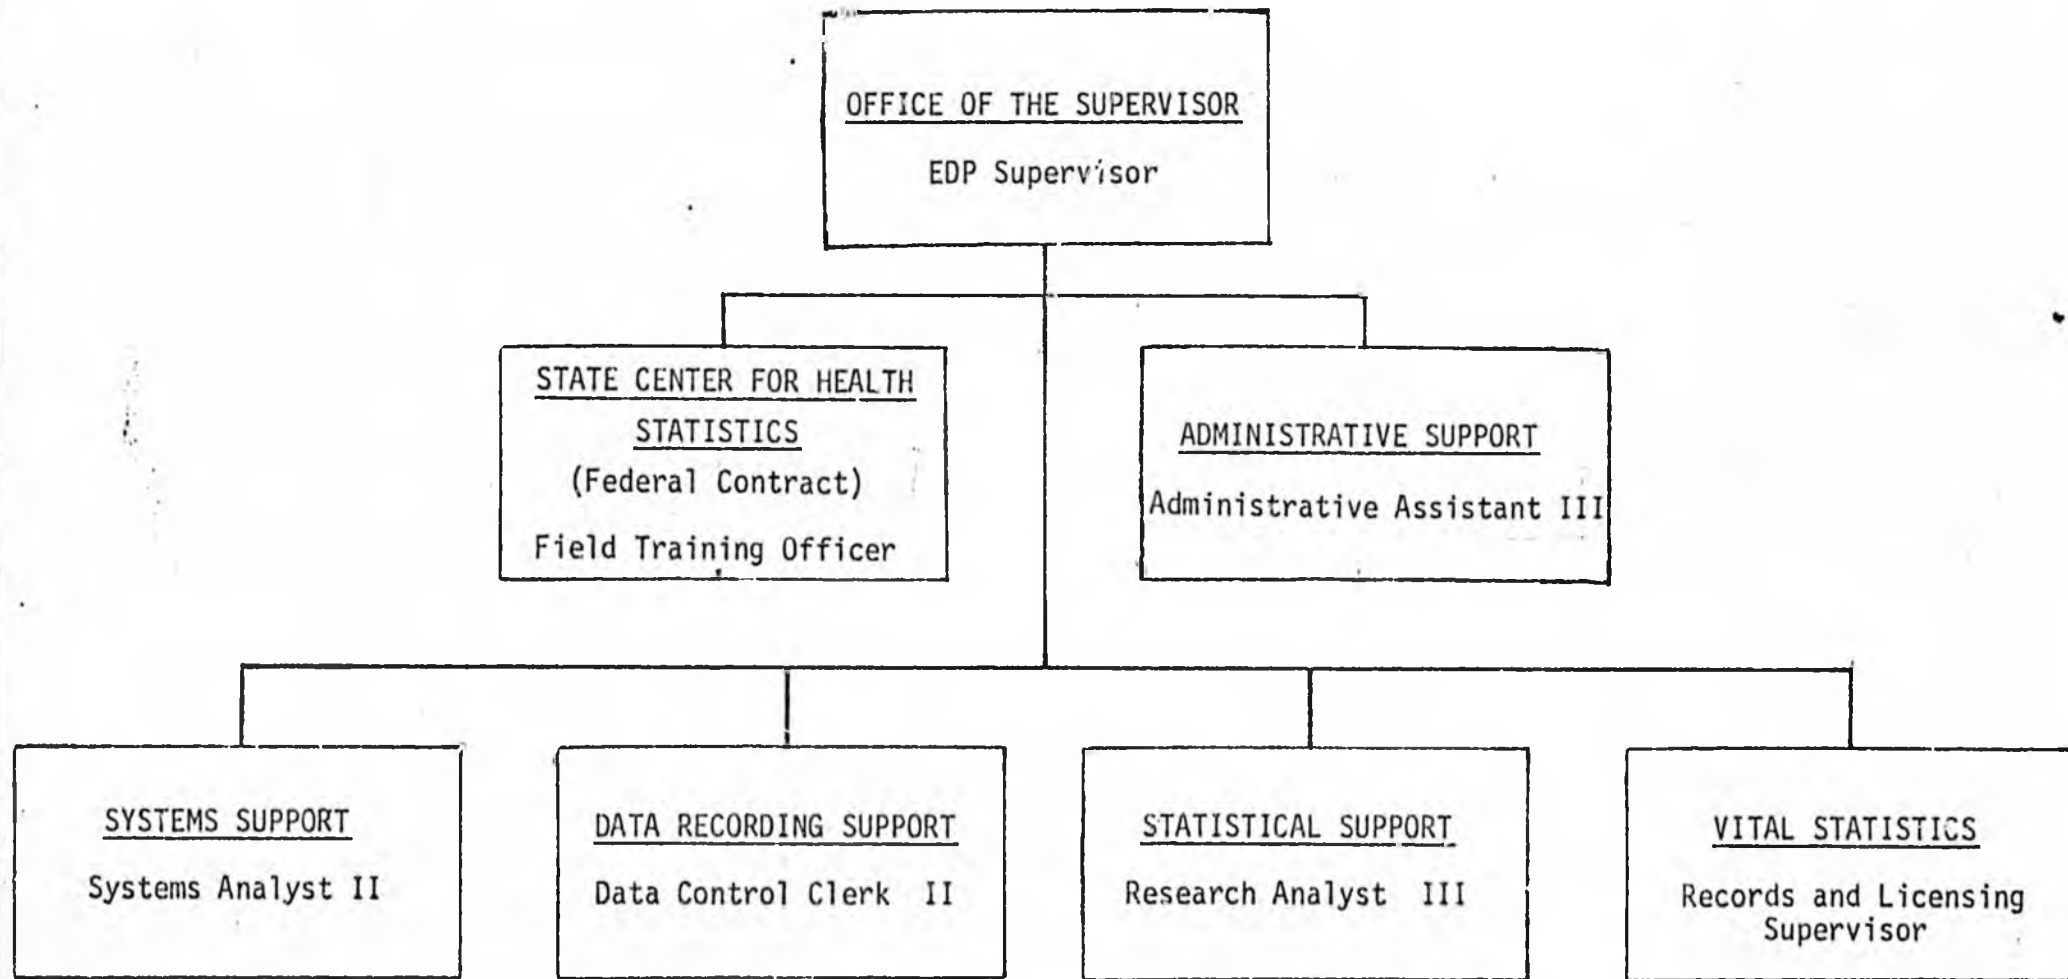 OFFICE OF THE SUPERVISOR
EDP Supervisor
STATE CENTER FOR HEALTH
STATISTICS
(Federal Contract)
Field Training Officer
ADMINISTRATIVE SUPPORT
Administrative Assistant III
SYSTEMS SUPPORT
Systems Analyst II
DATA RECORDING SUPPORT
Data Control Clerk II
STATISTICAL SUPPORT
Research Analyst III
VITAL STATISTICS
Records and Licensing
Supervisor